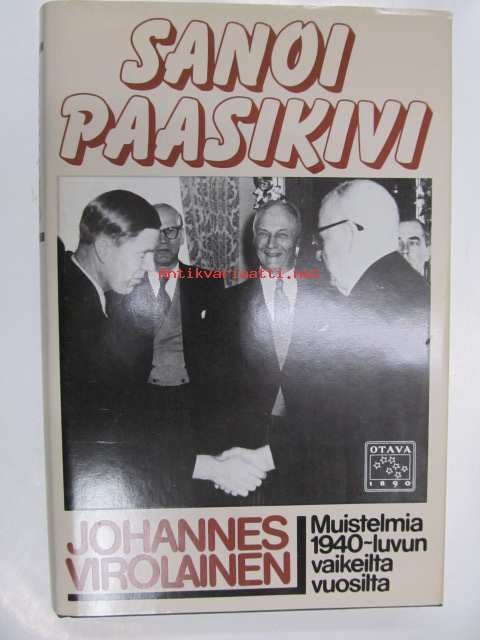 SANOI
PAASIKIVI
Antikvariaatti.net
OTAVA
1890
JOHANNES
VIROLAINEN
Muistelmia
1940-luvun
vaikeilta
vuosilta